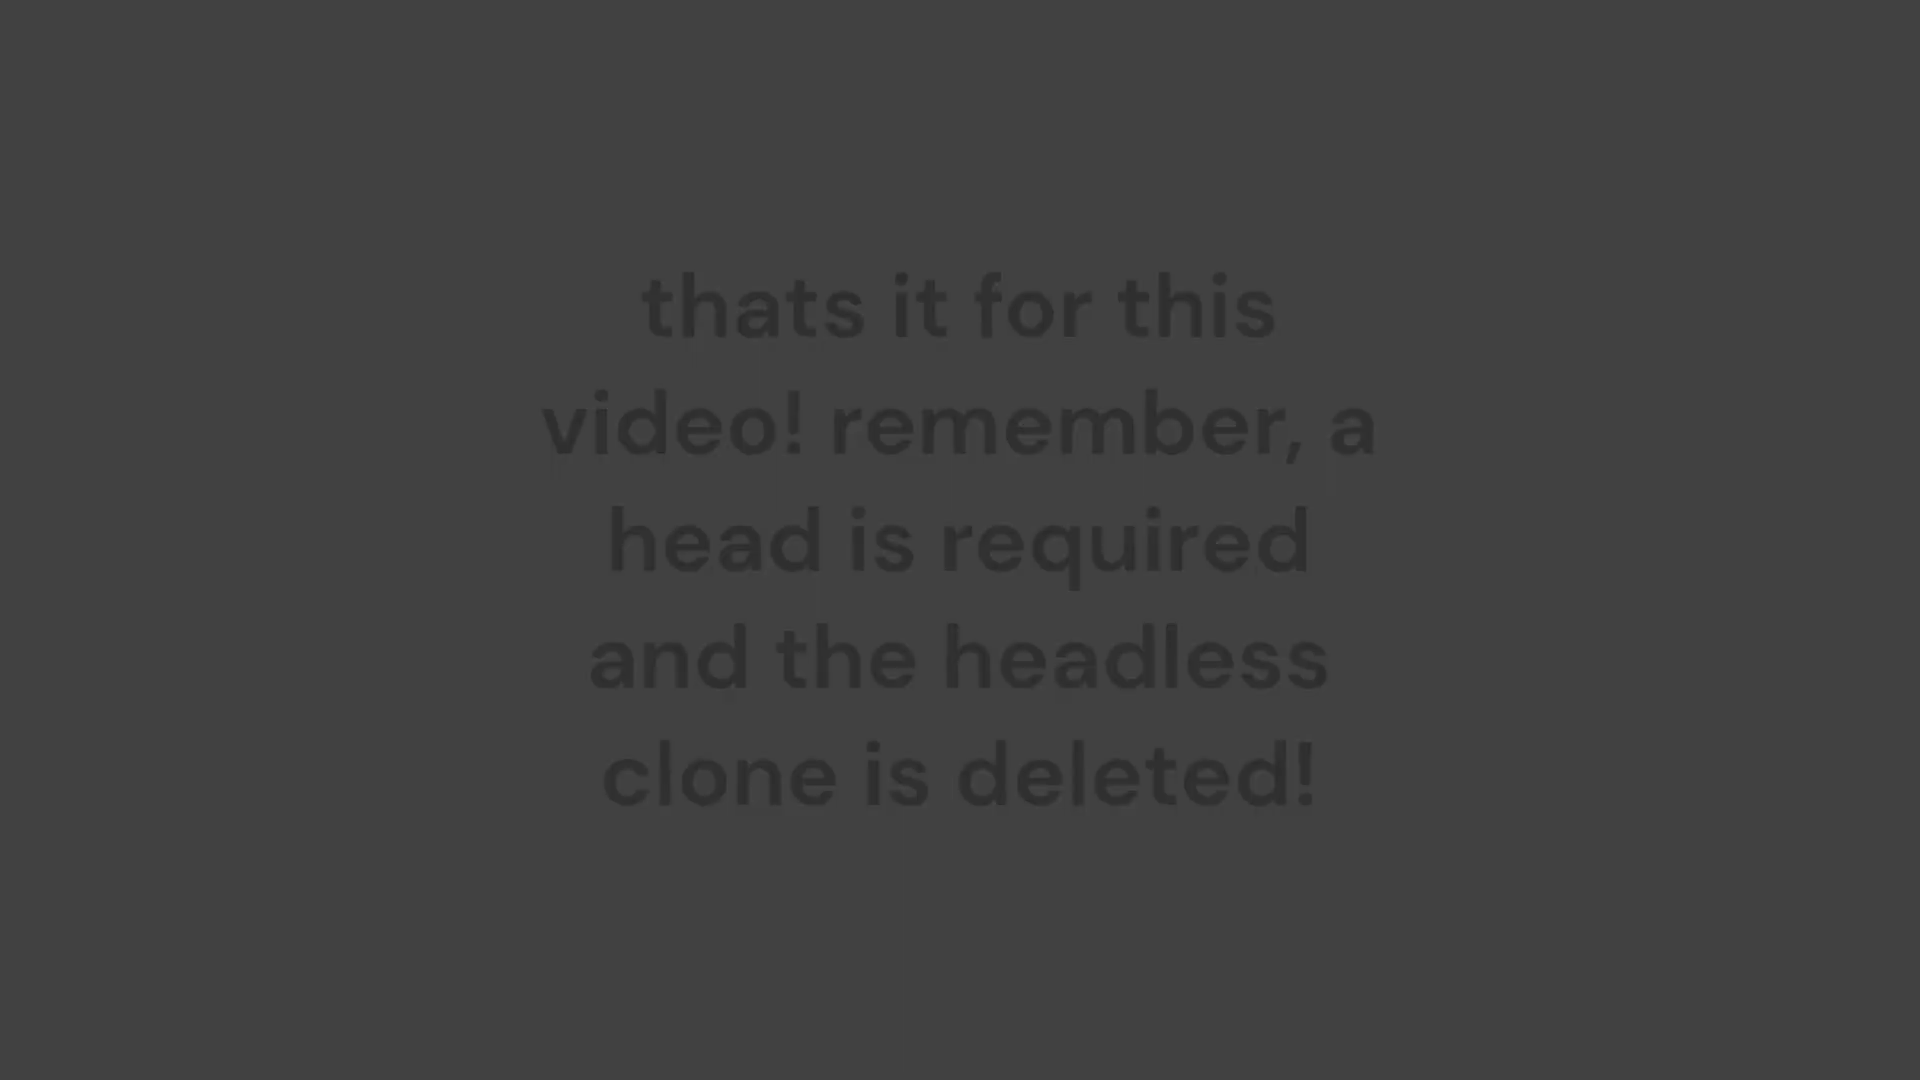 thats it for this
video! remember, a
head is required
and the headless
clone is deleted!